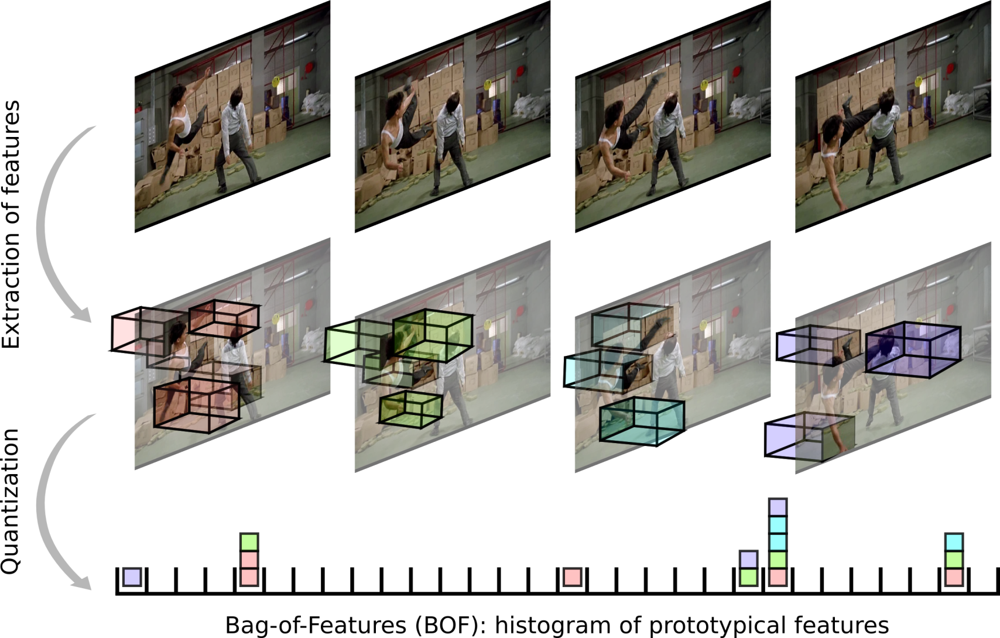 Extraction of features
Quantization
Bag-of-Features (BOF): histogram of prototypical features